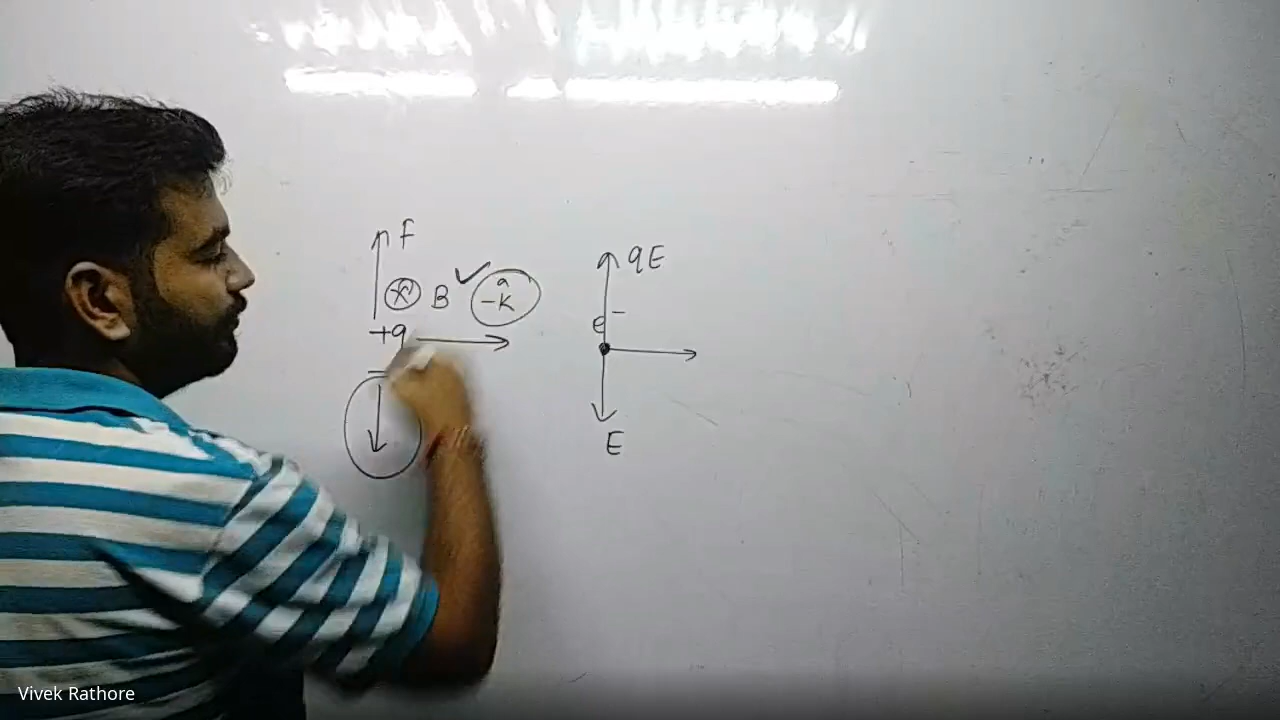 F
B ✓ -k̂
+q
-
qE
e-
E
Vivek Rathore